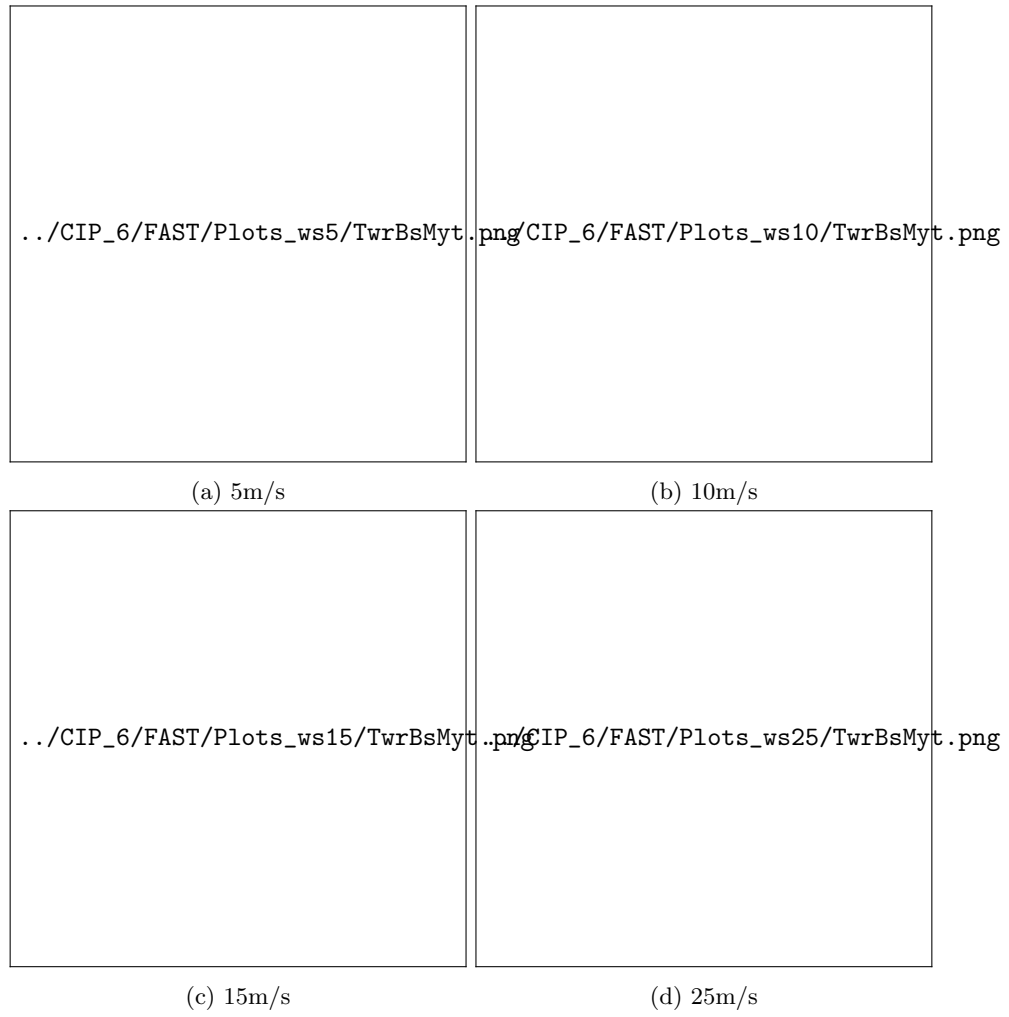 ../CIP_6/FAST/Plots_ws5/TwrBsMyt.png
../CIP_6/FAST/Plots_ws10/TwrBsMyt.png
(a) 5m/s
(b) 10m/s
../CIP_6/FAST/Plots_ws15/TwrBsMyt.png
../CIP_6/FAST/Plots_ws25/TwrBsMyt.png
(c) 15m/s
(d) 25m/s